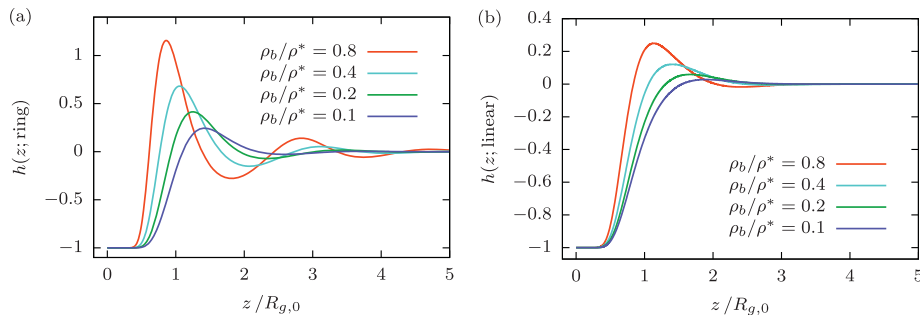 (a)
h(z; ring)
1
0.5
0
−0.5
−1
ρb/ρ* = 0.8
ρb/ρ* = 0.4
ρb/ρ* = 0.2
ρb/ρ* = 0.1
0 1 2 3 4 5
z/Rg,0
(b)
h(z; linear)
0.4
0.2
0
−0.2
−0.4
−0.6
−0.8
−1
ρb/ρ* = 0.8
ρb/ρ* = 0.4
ρb/ρ* = 0.2
ρb/ρ* = 0.1
0 1 2 3 4 5
z/Rg,0